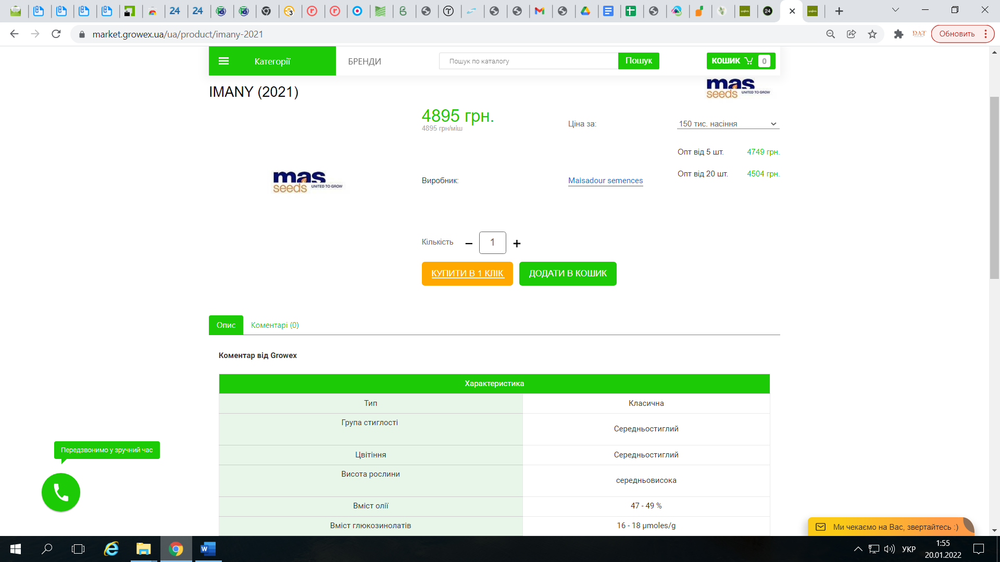 24
24
3
24
market.growex.ua/ua/product/imany-2021
DAT
Обновить
Категорії
БРЕНДИ
Пошук по каталогу
Пошук
КОШИК
0
IMANY (2021)
mas
seeds UNITED TO GROW
4895 грн.
4895 грн/міш
Ціна за:
150 тис. насіння
Опт від 5 шт.
4749 грн.
Опт від 20 шт.
4504 грн.
mas
seeds UNITED TO GROW
Виробник:
Maisadour semences
Кількість
1
КУПИТИ В 1 КЛІК
ДОДАТИ В КОШИК
Опис
Коментарі (0)
Коментар від Growex
Характеристика
Тип
Класична
Група стиглості
Середньостиглий
Цвітіння
Середньостиглий
Висота рослини
середньовисока
Вміст олії
47 - 49 %
Вміст глюкозинолатів
16 - 18 μmoles/g
Передзвонимо у зручний час
Ми чекаємо на Вас, звертайтесь :)
УКР
1:55
20.01.2022